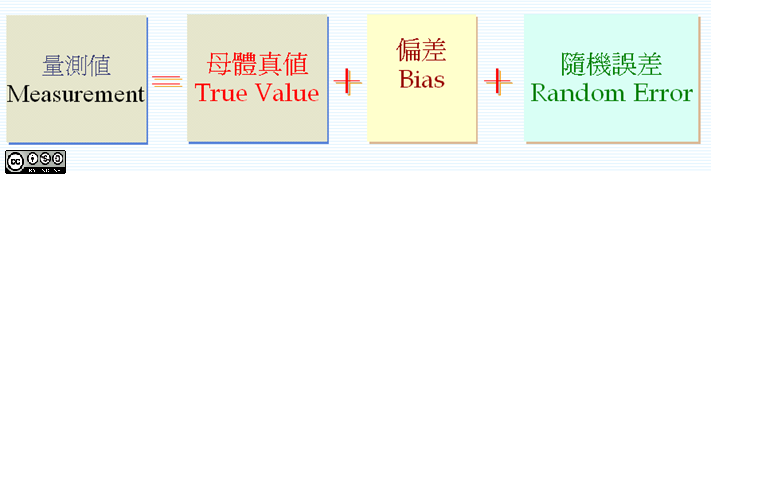 量測值
Measurement
=
母體真值
True Value
+
偏差
Bias
+
隨機誤差
Random Error
cc